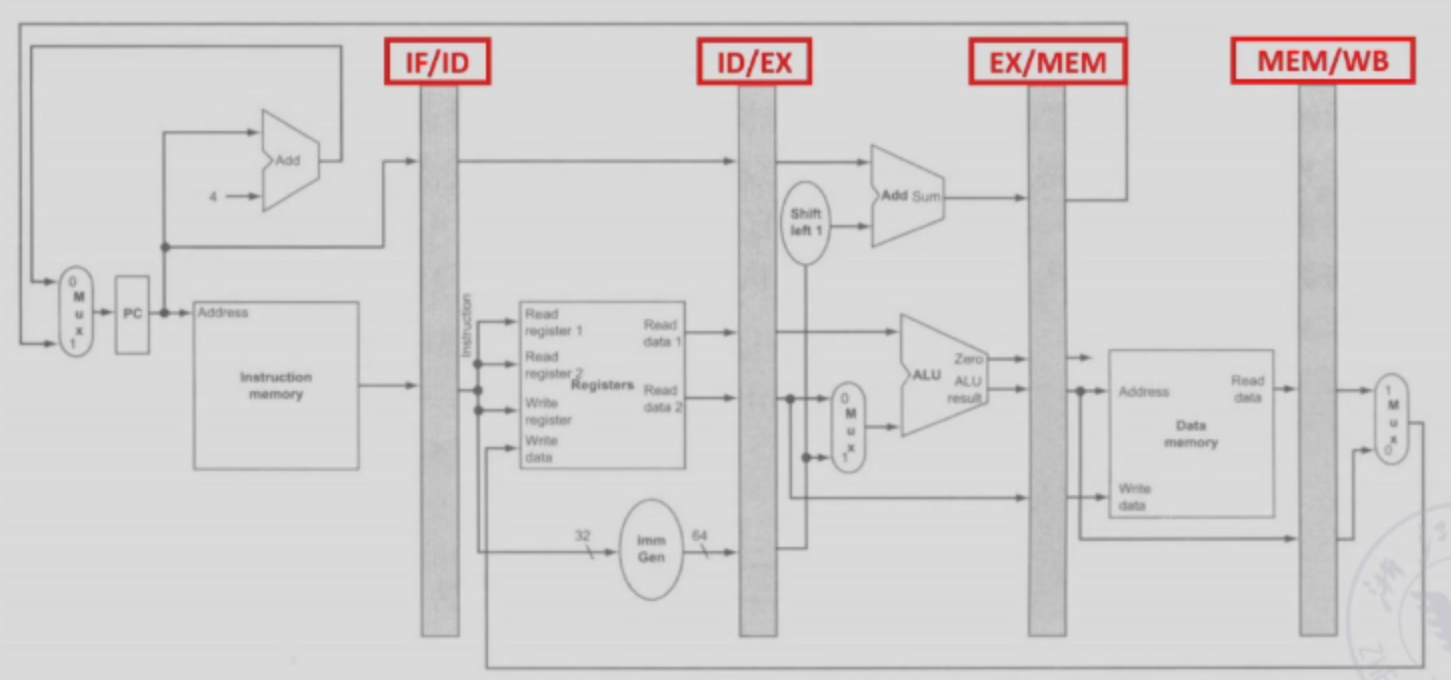 IF/ID
ID/EX
EX/MEM
MEM/WB
Add
4
Shift
left 1
Add Sum
0
M
u
x
1
PC
Address
Instruction
memory
Instruction
Read
register 1
Read
register 2
Write
register
Write
data
Registers
Read
data 1
Read
data 2
32
Imm
Gen
64
0
M
u
x
1
Zero
ALU
ALU
result
Address
Read
data
Data
memory
Write
data
1
M
u
x
0